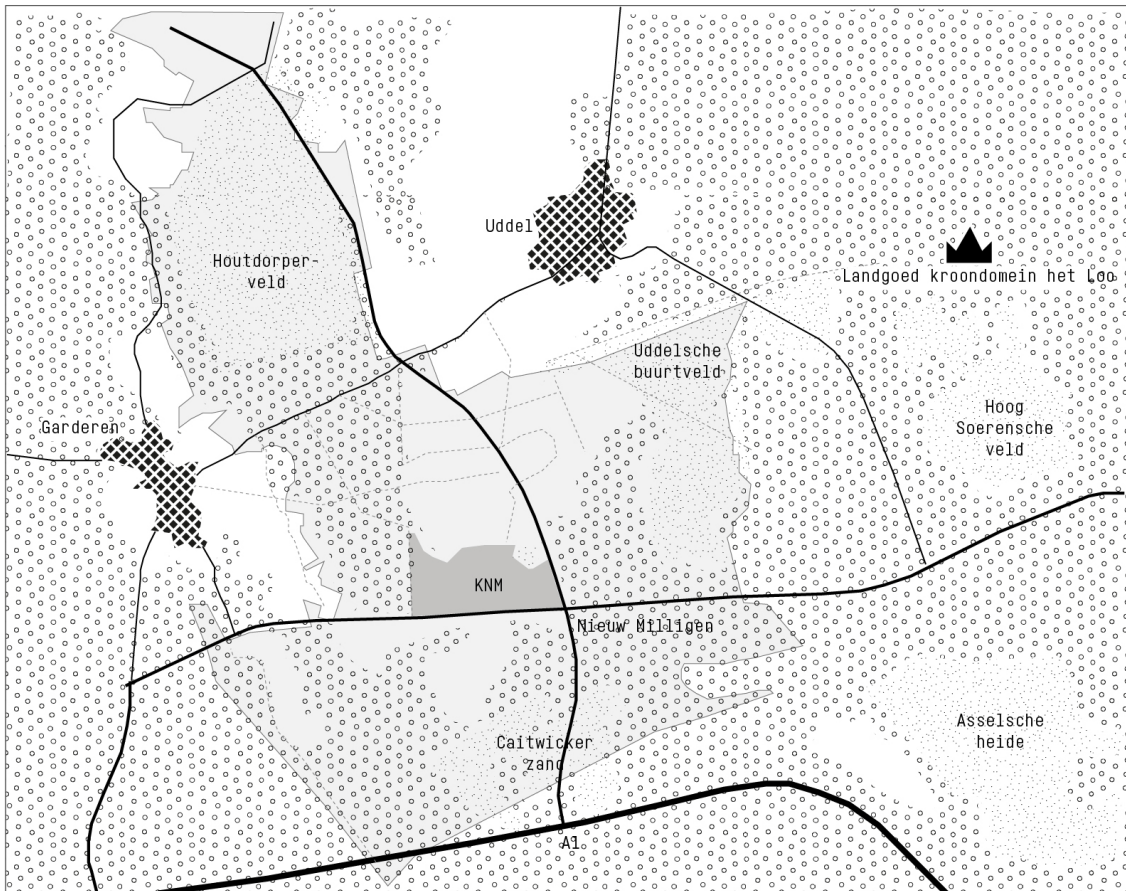 Uddel
Houtdorper-
veld
Landgoed kroondomein het Loo
Uddelsche
buurtveld
Hoog
Soerensche
veld
Garderen
KNM
Nieuw Milligen
Asselsche
heide
Caitwicker
zand
A1